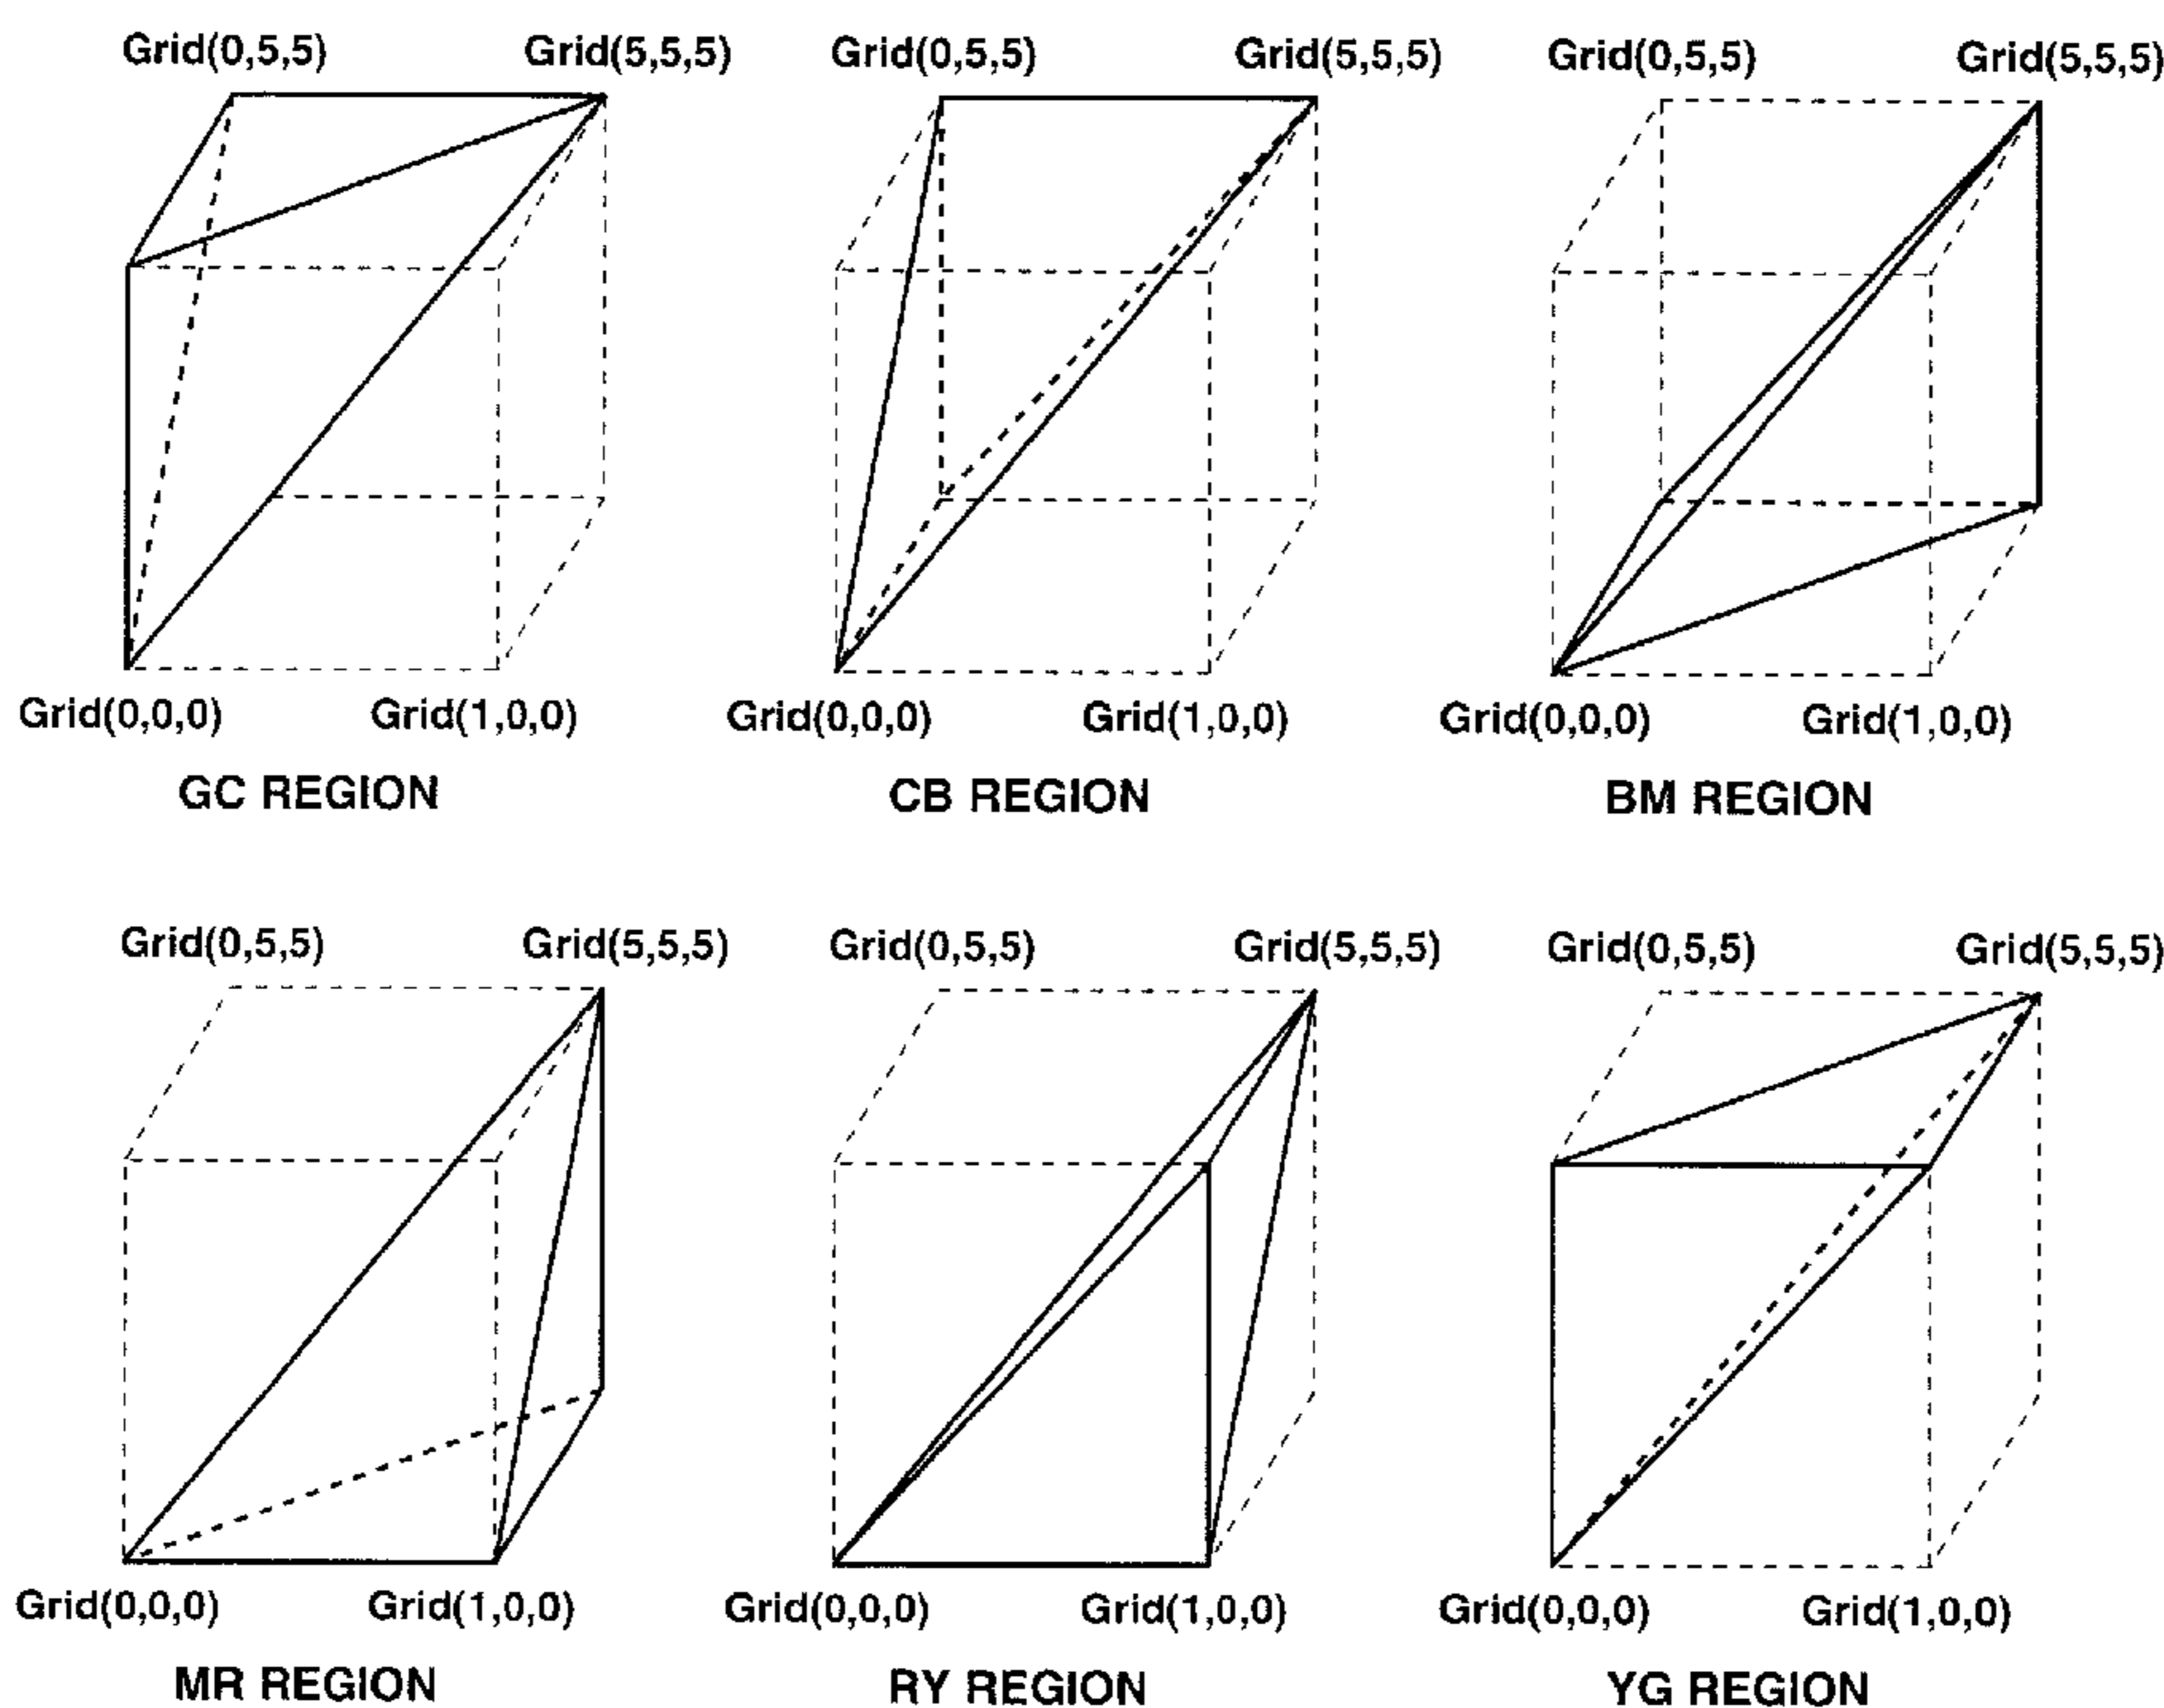 Grid(0,5,5) Grid(5,5,5) Grid(0,5,5) Grid(5,5,5) Grid(0,5,5) Grid(5,5,5)
Grid(0,0,0) Grid(1,0,0) Grid(0,0,0) Grid(1,0,0) Grid(0,0,0) Grid(1,0,0)
GC REGION CB REGION BM REGION
Grid(0,5,5) Grid(5,5,5) Grid(0,5,5) Grid(5,5,5) Grid(0,5,5) Grid(5,5,5)
Grid(0,0,0) Grid(1,0,0) Grid(0,0,0) Grid(1,0,0) Grid(0,0,0) Grid(1,0,0)
MR REGION RY REGION YG REGION